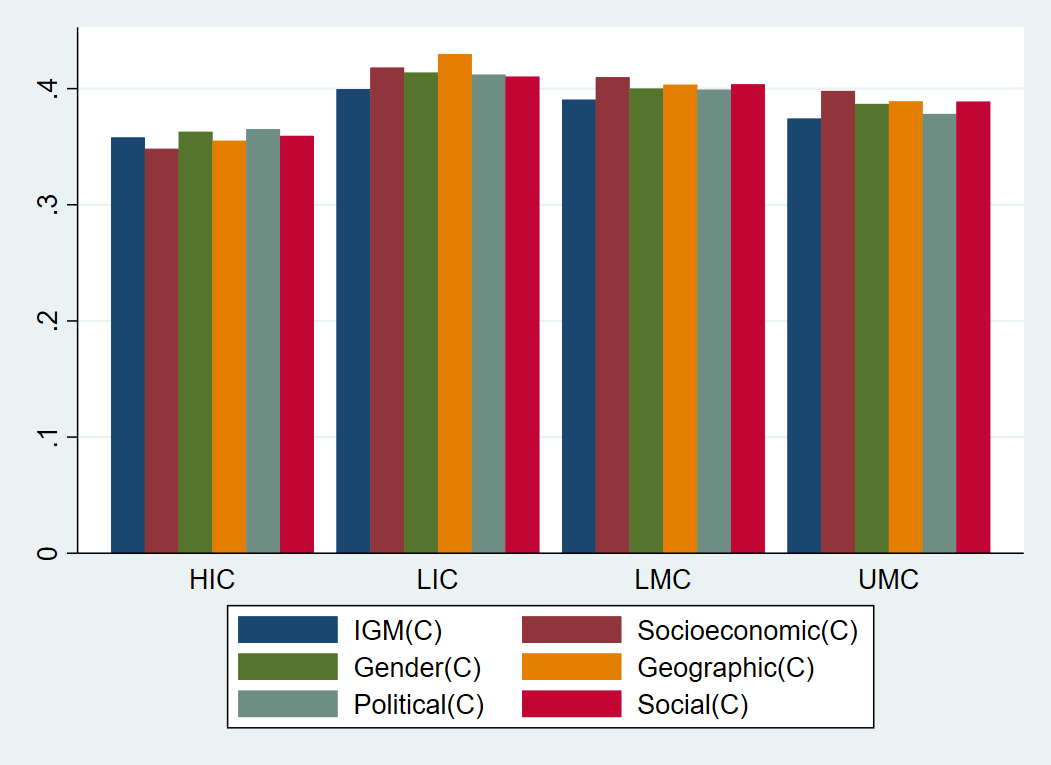 .4
.3
.2
.1
0
HIC LIC LMC UMC
IGM(C) Socioeconomic(C)
Gender(C) Geographic(C)
Political(C) Social(C)